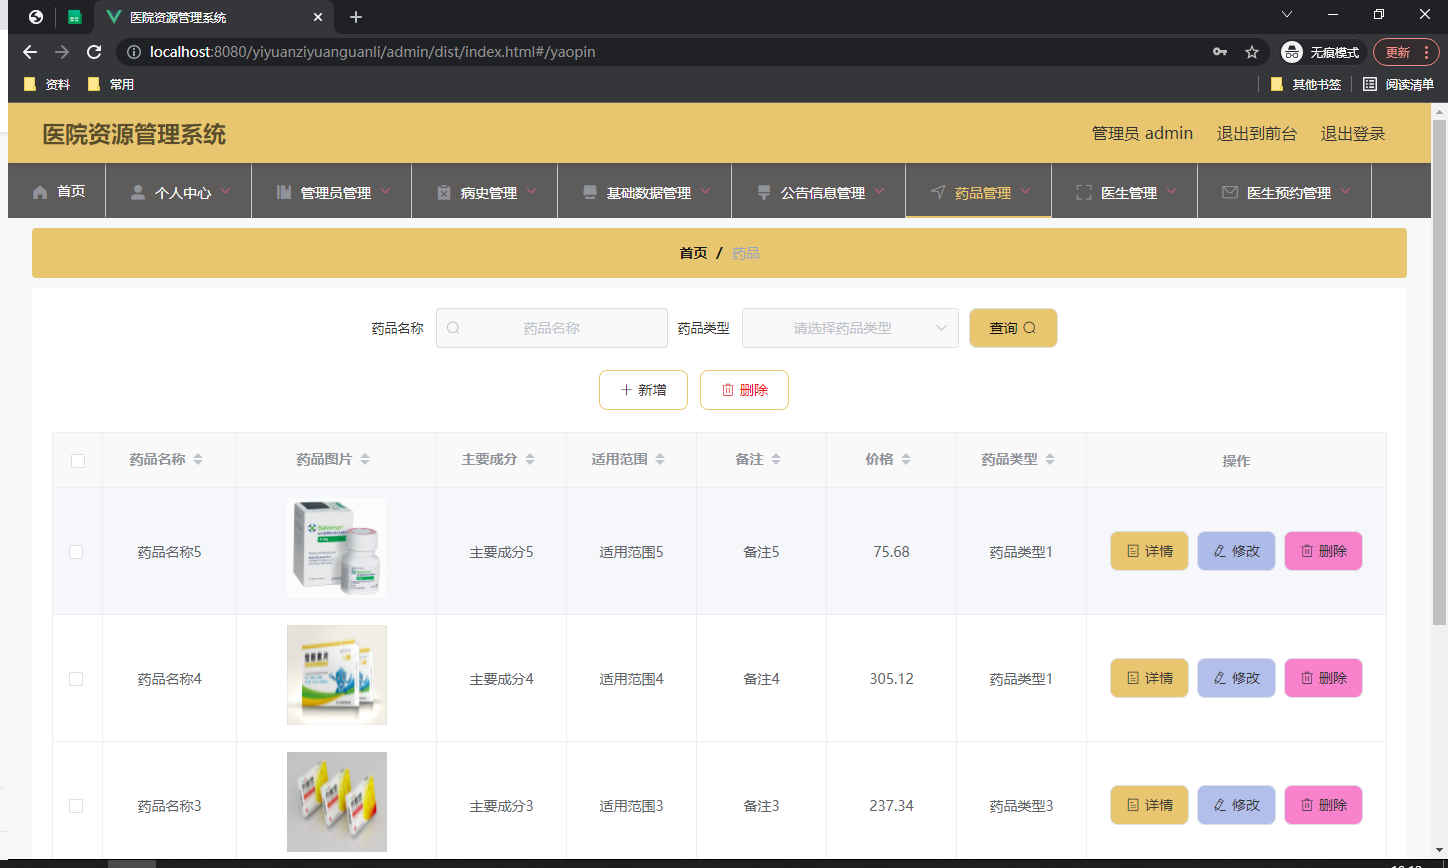 医院资源管理系统
localhost:8080/yiyuanziyuanguanli/admin/dist/index.html#/yaopin
无痕模式
更新
资料
常用
其他书签
阅读清单
医院资源管理系统
管理员 admin
退出到前台
退出登录
首页
个人中心
管理员管理
病史管理
基础数据管理
公告信息管理
药品管理
医生管理
医生预约管理
首页 / 药品
药品名称
药品名称
药品类型
请选择药品类型
查询
新增
删除
药品名称
药品图片
主要成分
适用范围
备注
价格
药品类型
操作
药品名称5
主要成分5
适用范围5
备注5
75.68
药品类型1
详情
修改
删除
药品名称4
主要成分4
适用范围4
备注4
305.12
药品类型1
详情
修改
删除
药品名称3
主要成分3
适用范围3
备注3
237.34
药品类型3
详情
修改
删除